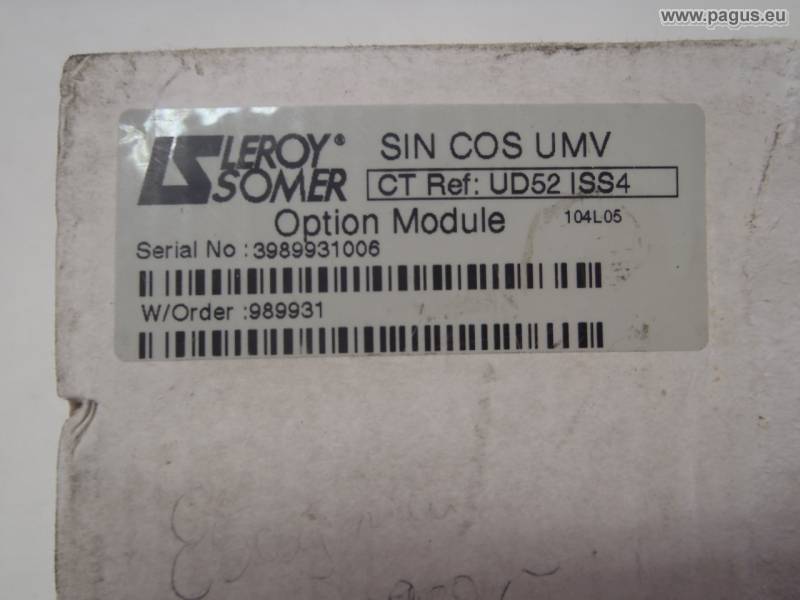 www.pagus.eu
LEROY® SOMER
SIN COS UMV
CT Ref: UD52 ISS4
Option Module 104L05
Serial No : 3989931006
W/Order :989931